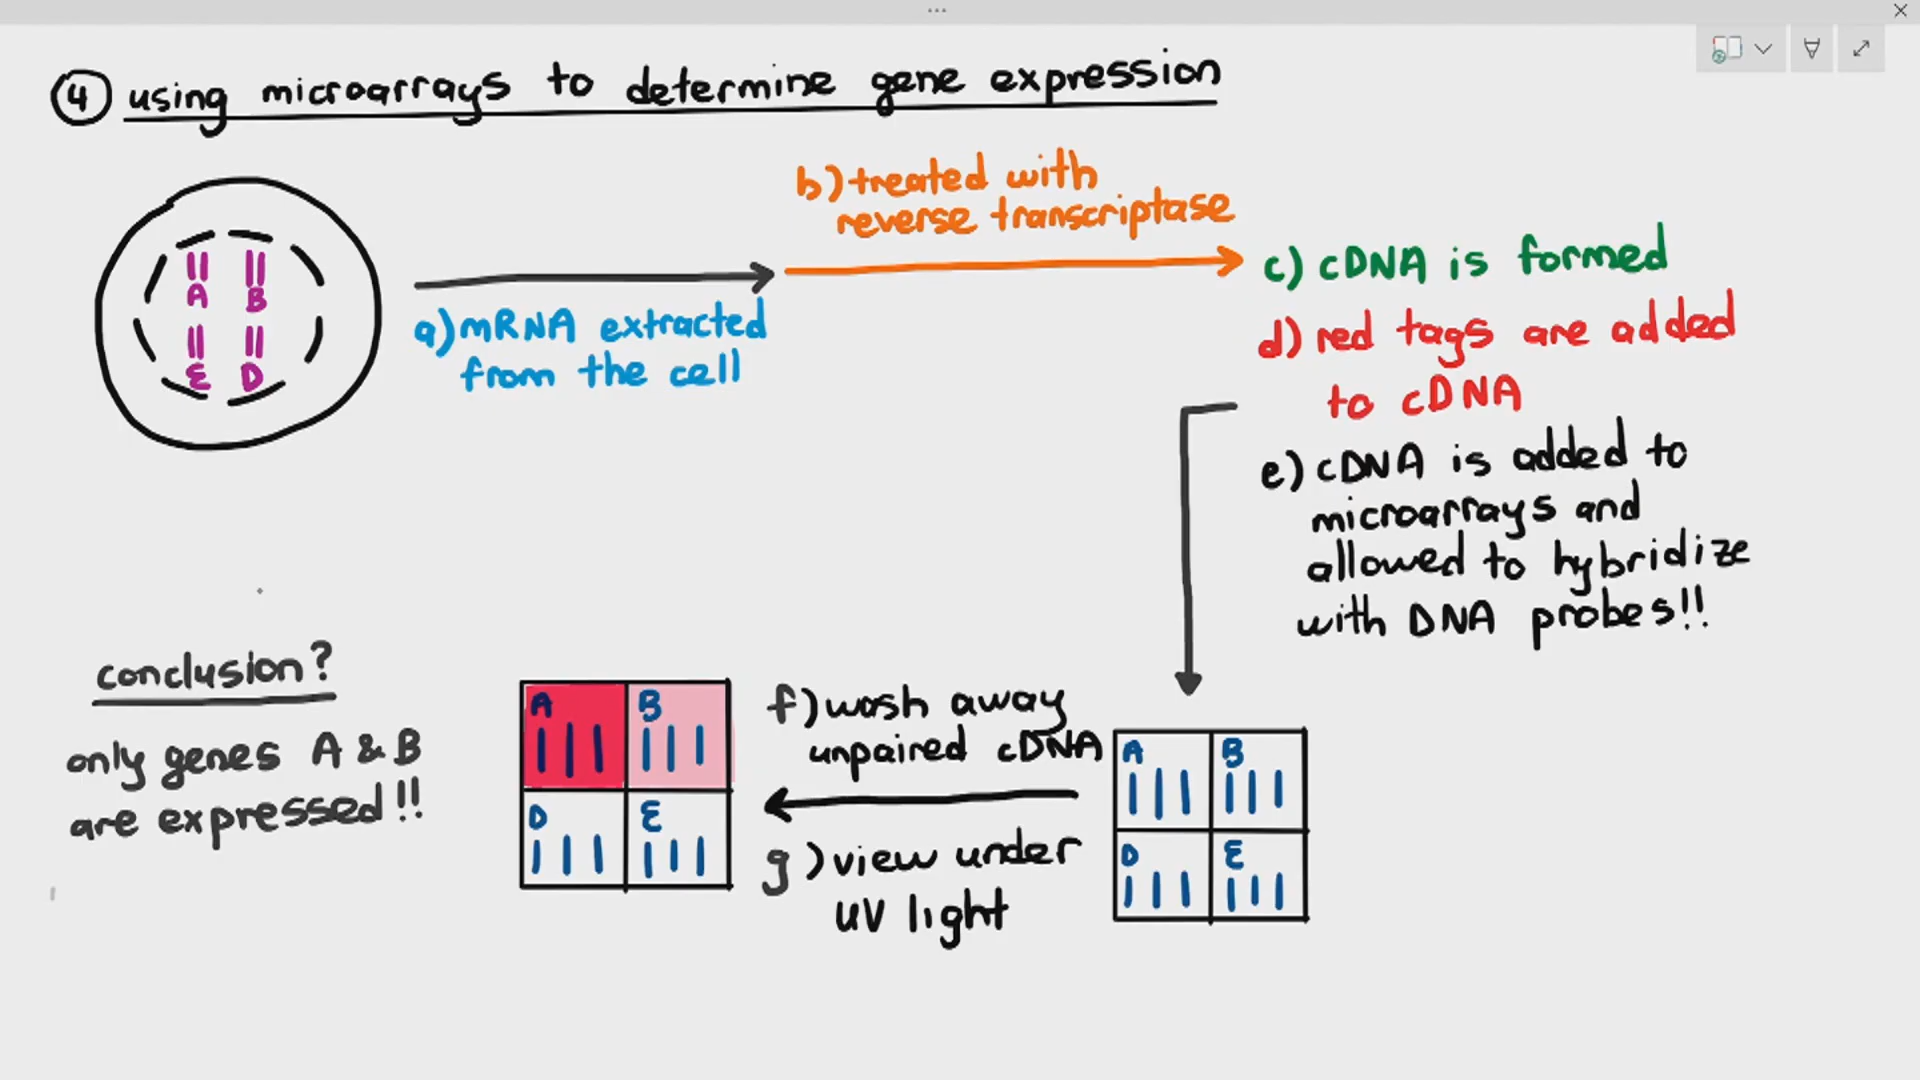 ④ using microarrays to determine gene expression
A B
E D
a) mRNA extracted
from the cell
b) treated with
reverse transcriptase
c) cDNA is formed
d) red tags are added
to cDNA
e) cDNA is added to
microarrays and
allowed to hybridize
with DNA probes!!
A B
D E
f) wash away
unpaired cDNA
g) view under
UV light
A B
D E
conclusion?
only genes A & B
are expressed!!